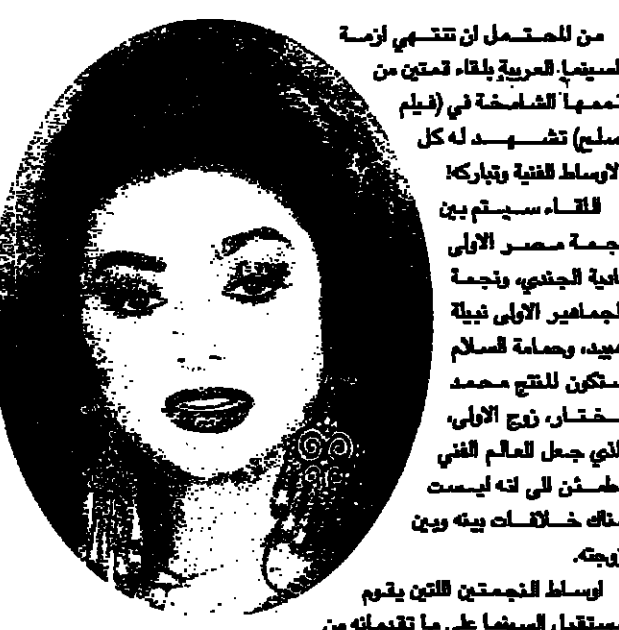 من المحتمل ان تنتهي ازمة
السينما العربية بلقاء قمتين من
قممها الشامخة في (فيلم
صلح) تشهد له كل
الاوساط الفنية وتباركه!
اللقاء سيتم بين
نجمة مصر الاولى
نادية الجندي، ونجمة
الجماهير الاولى نبيلة
عبيد، وحمامة السلام
ستكون المنتج محمد
مختار، زوج الاولى،
الذي جعل العالم الفني
يطمئن الى انه ليست
هناك خلافات بينه وبين
زوجته.
اوساط النجمتين اللتين يقوم
مستقبل السينما على ما تقدمانه من